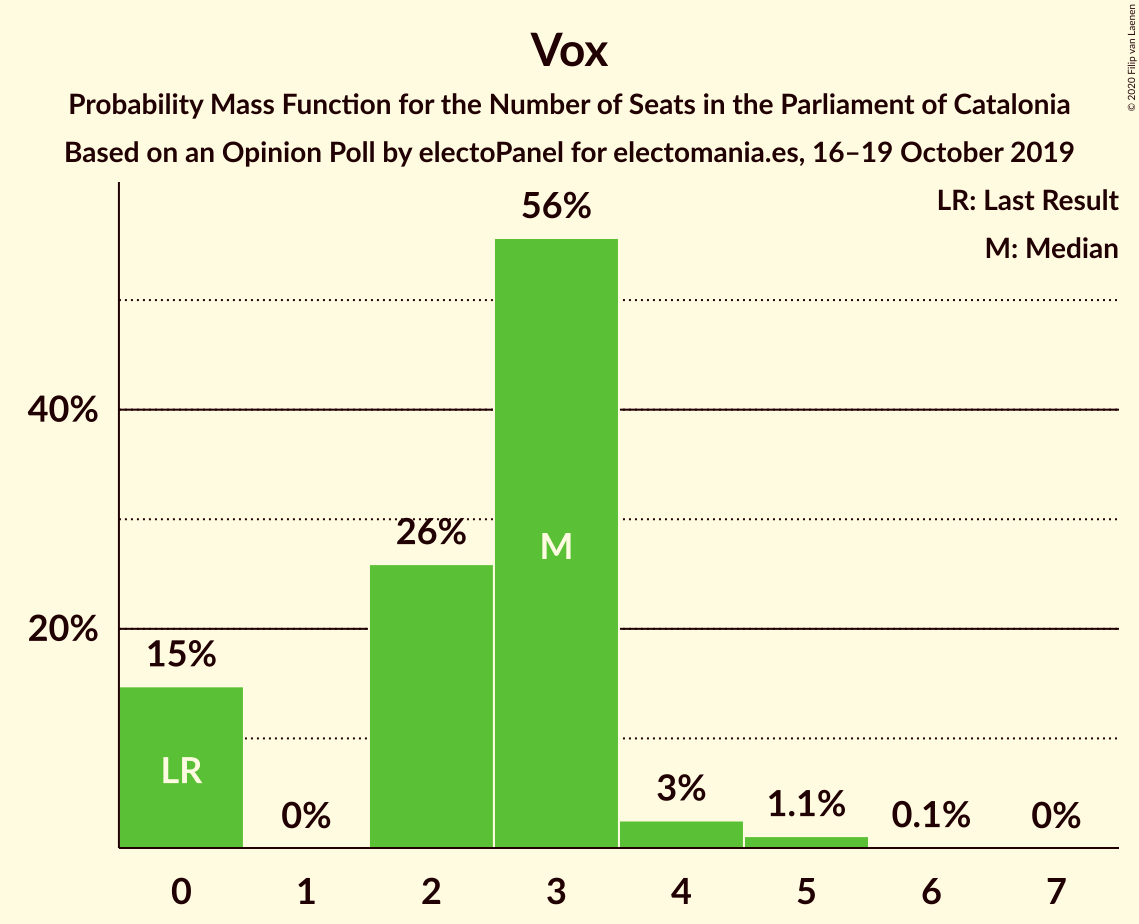 Vox
Probability Mass Function for the Number of Seats in the Parliament of Catalonia
Based on an Opinion Poll by electoPanel for electomania.es, 16–19 October 2019
© 2020 Filip van Laenen
LR: Last Result
M: Median
56%
40%
26%
M
20%
15%
LR
0%
3%
1.1%
0.1%
0%
0 1 2 3 4 5 6 7